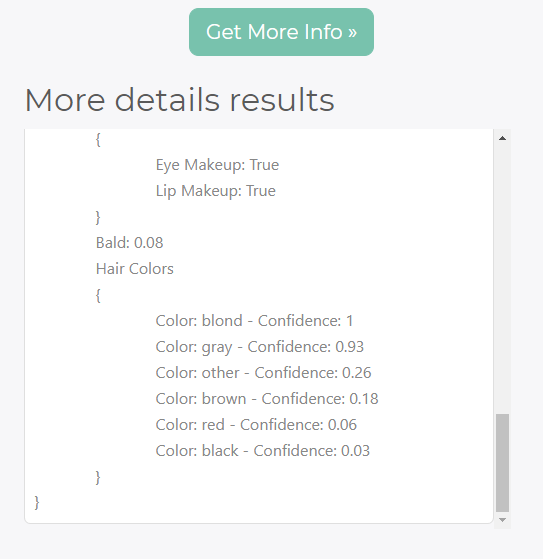 Get More Info »
More details results
{
Eye Makeup: True
Lip Makeup: True
}
Bald: 0.08
Hair Colors
{
Color: blond - Confidence: 1
Color: gray - Confidence: 0.93
Color: other - Confidence: 0.26
Color: brown - Confidence: 0.18
Color: red - Confidence: 0.06
Color: black - Confidence: 0.03
}
}